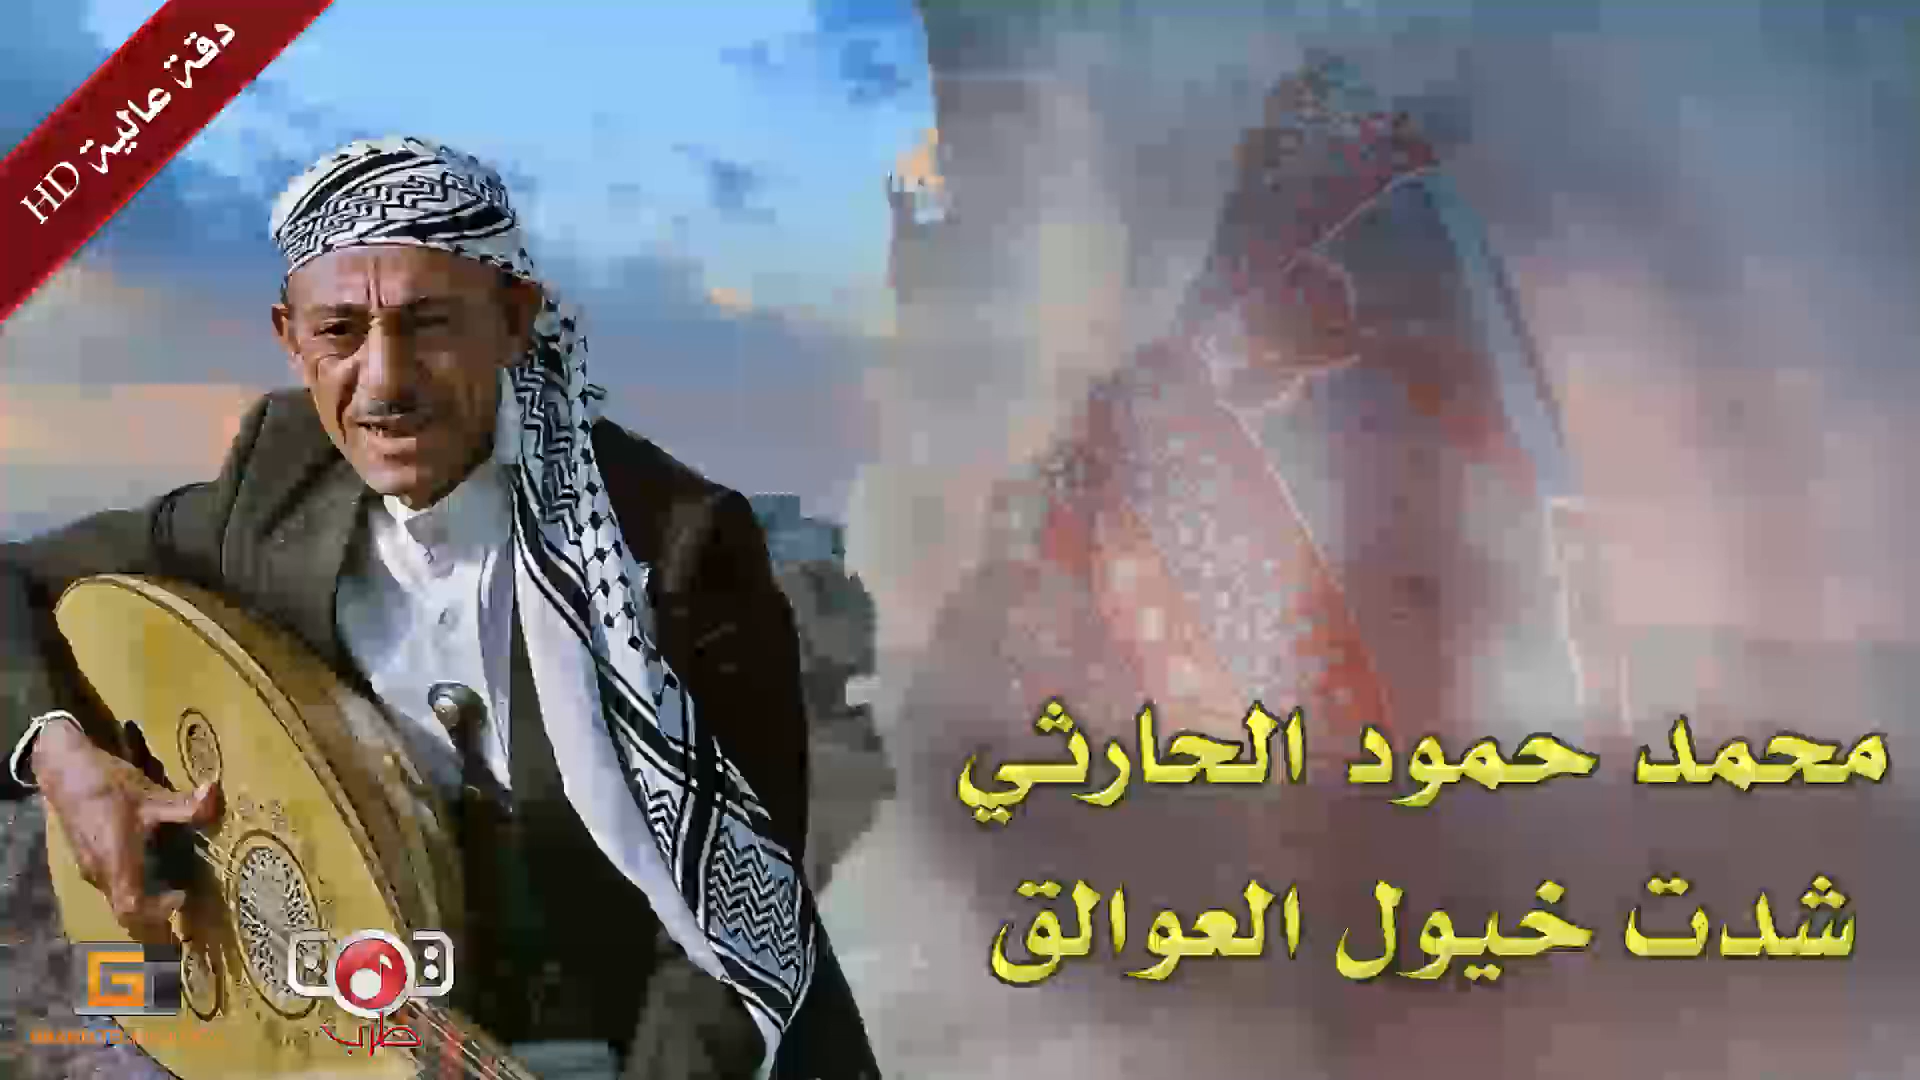 دقة عالية HD
محمد حمود الحارثي
شدت خيول العوالق
طرب